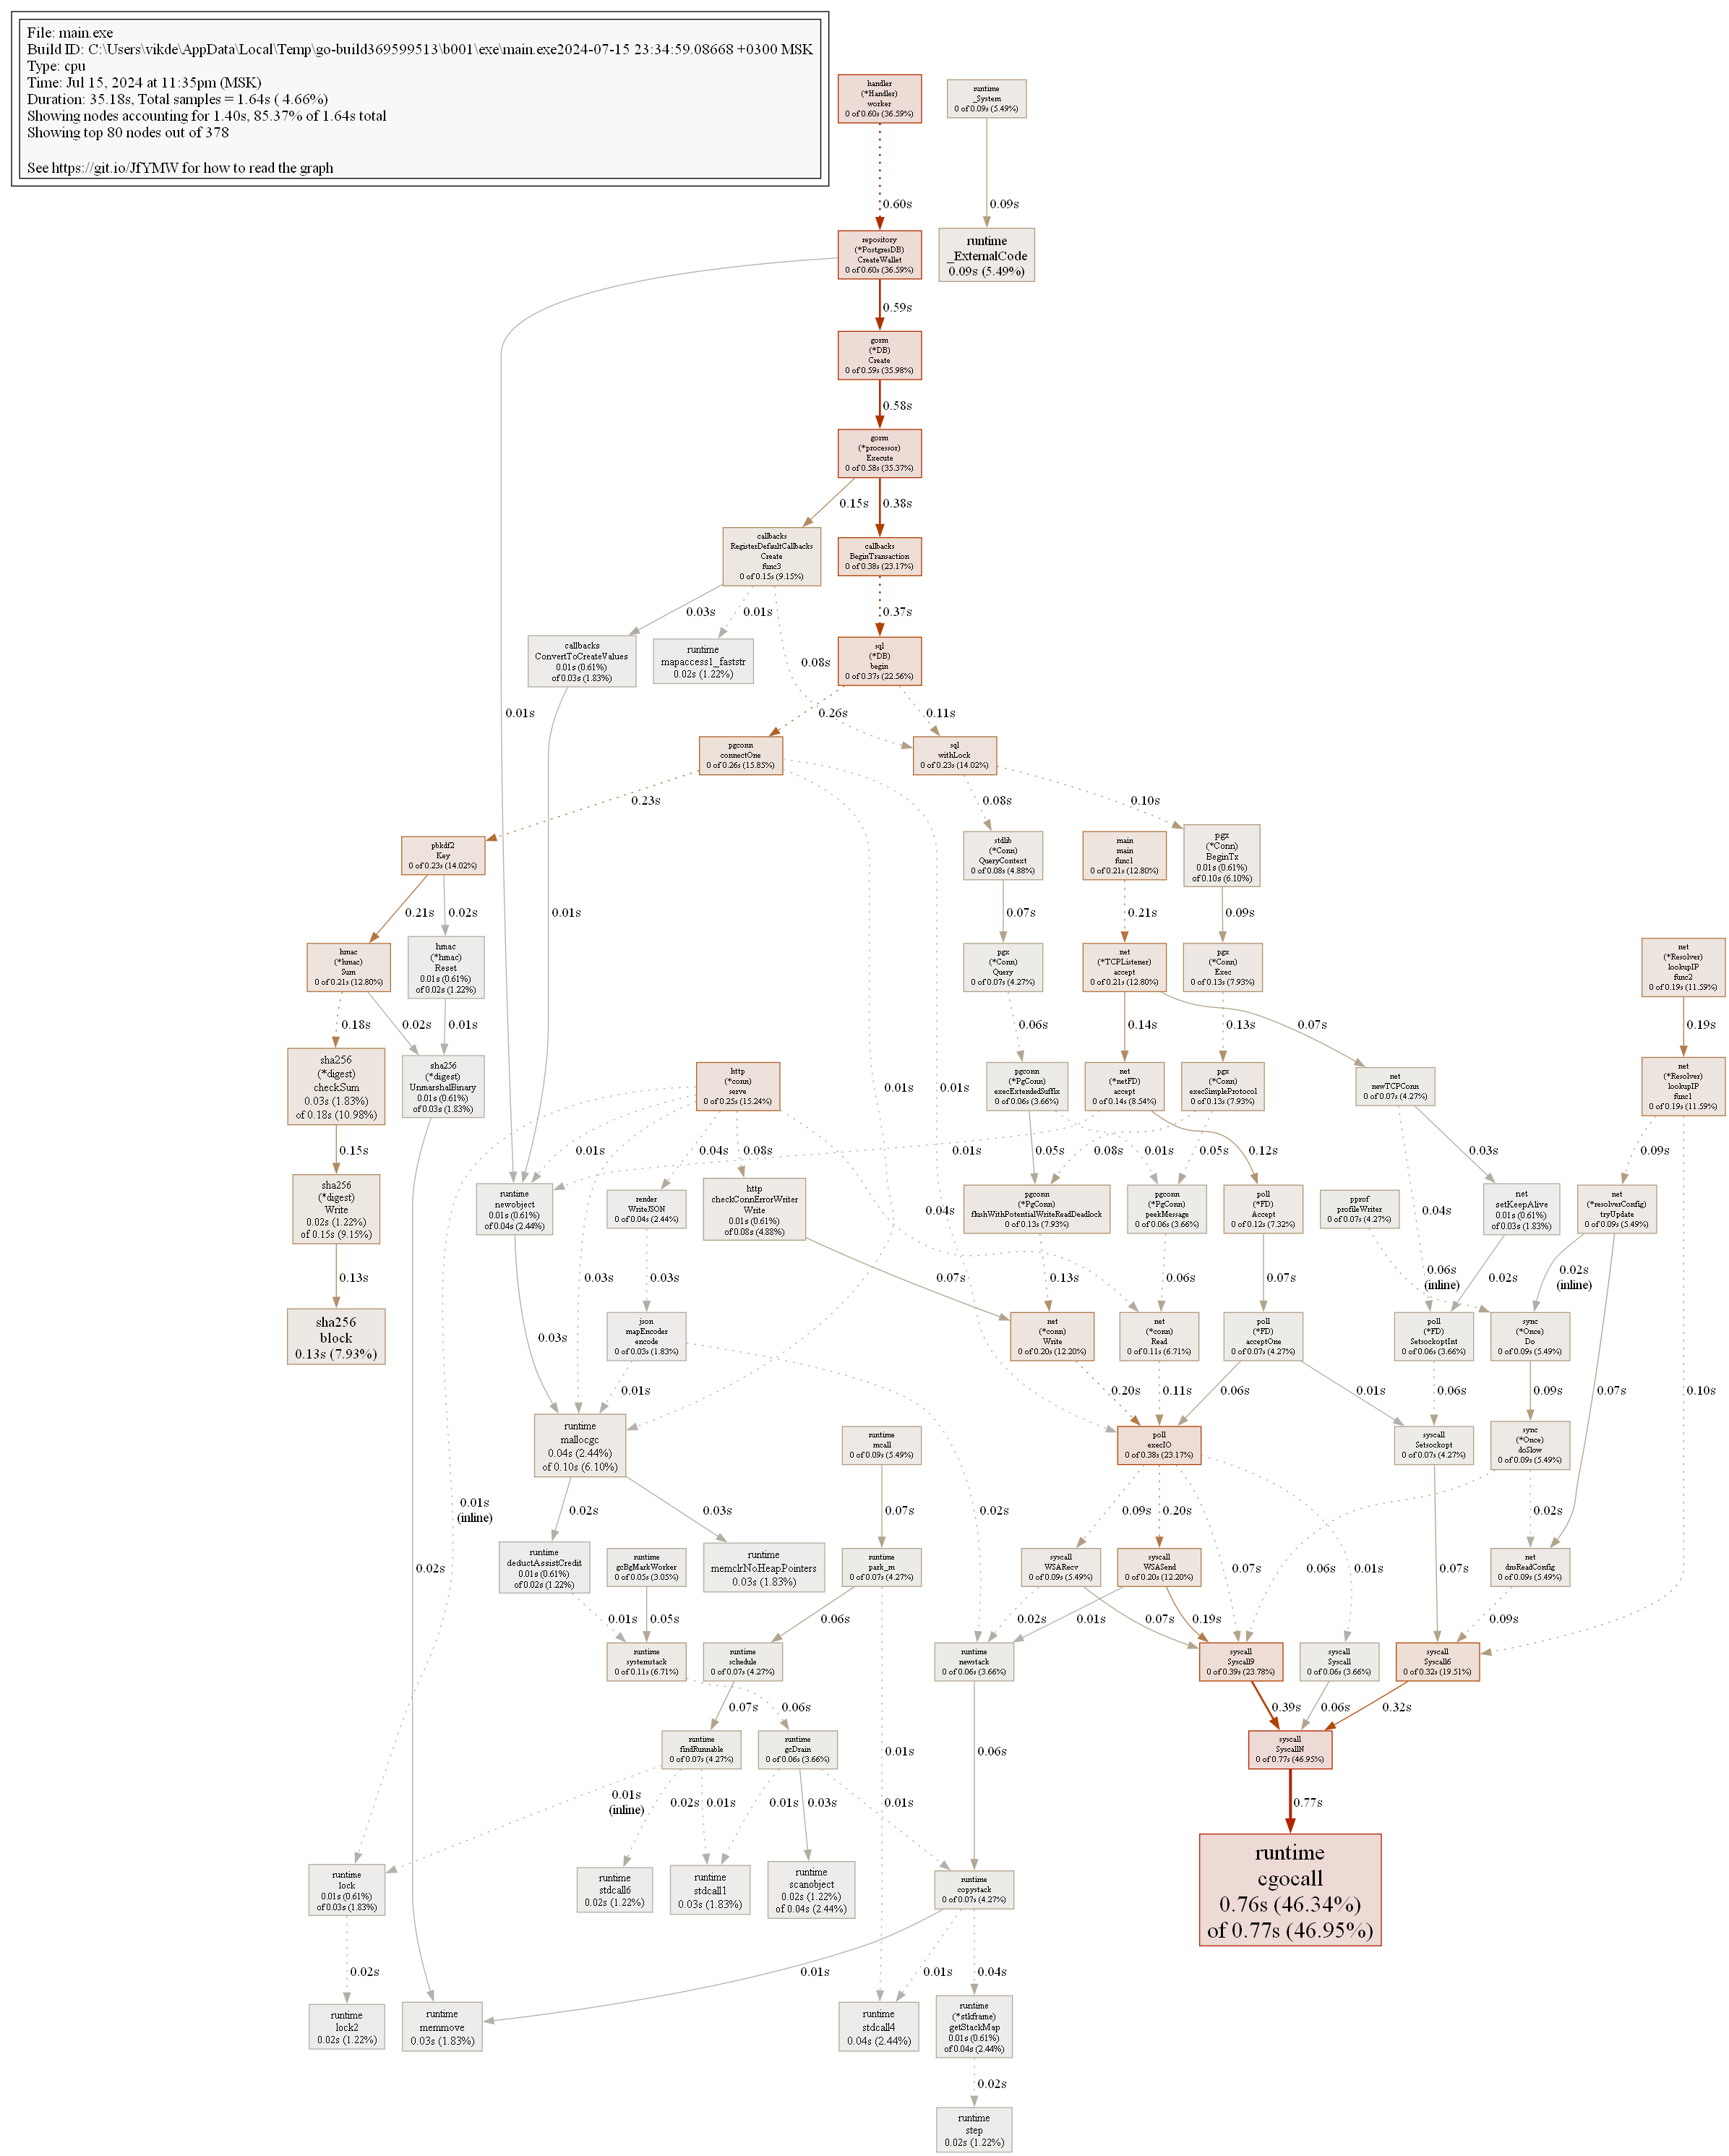 File: main.exe
Build ID: C:\Users\vikde\AppData\Local\Temp\go-build369599513\b001\exe\main.exe2024-07-15 23:34:59.08668 +0300 MSK
Type: cpu
Time: Jul 15, 2024 at 11:35pm (MSK)
Duration: 35.18s, Total samples = 1.64s ( 4.66%)
Showing nodes accounting for 1.40s, 85.37% of 1.64s total
Showing top 80 nodes out of 378
See https://git.io/JfYMW for how to read the graph
handler
(*Handler)
worker
0 of 0.60s (36.59%)
runtime
_System
0 of 0.09s (5.49%)
0.60s
0.09s
repository
(*PostgresDB)
CreateWallet
0 of 0.60s (36.59%)
runtime
_ExternalCode
0.09s (5.49%)
0.59s
gorm
(*DB)
Create
0 of 0.59s (35.98%)
0.58s
gorm
(*processor)
Execute
0 of 0.58s (35.37%)
0.15s
0.38s
callbacks
RegisterDefaultCallbacks
Create
func3
0 of 0.15s (9.15%)
callbacks
BeginTransaction
0 of 0.38s (23.17%)
0.03s
0.01s
0.37s
callbacks
ConvertToCreateValues
0.01s (0.61%)
of 0.03s (1.83%)
runtime
mapaccess1_faststr
0.02s (1.22%)
0.08s
sql
(*DB)
begin
0 of 0.37s (22.56%)
0.01s
0.26s
0.11s
pgconn
connectOne
0 of 0.26s (15.85%)
sql
withLock
0 of 0.23s (14.02%)
0.23s
0.08s
0.10s
pbkdf2
Key
0 of 0.23s (14.02%)
stdlib
(*Conn)
QueryContext
0 of 0.08s (4.88%)
main
main
func1
0 of 0.21s (12.80%)
pgx
(*Conn)
BeginTx
0.01s (0.61%)
of 0.10s (6.10%)
0.21s
0.02s
0.01s
0.07s
0.21s
0.09s
hmac
(*hmac)
Sum
0 of 0.21s (12.80%)
hmac
(*hmac)
Reset
0.01s (0.61%)
of 0.02s (1.22%)
pgx
(*Conn)
Query
0 of 0.07s (4.27%)
net
(*TCPListener)
accept
0 of 0.21s (12.80%)
pgx
(*Conn)
Exec
0 of 0.13s (7.93%)
net
(*Resolver)
lookupIP
func2
0 of 0.19s (11.59%)
0.18s
0.02s
0.01s
0.06s
0.14s
0.13s
0.07s
0.19s
sha256
(*digest)
checkSum
0.03s (1.83%)
of 0.18s (10.98%)
sha256
(*digest)
UnmarshalBinary
0.01s (0.61%)
of 0.03s (1.83%)
http
(*conn)
serve
0 of 0.25s (15.24%)
0.01s
0.01s
pgconn
(*PgConn)
execExtendedSuffix
0 of 0.06s (3.66%)
net
(*netFD)
accept
0 of 0.14s (8.54%)
pgx
(*Conn)
execSimpleProtocol
0 of 0.13s (7.93%)
net
newTCPConn
0 of 0.07s (4.27%)
net
(*Resolver)
lookupIP
func1
0 of 0.19s (11.59%)
0.15s
0.01s
0.04s
0.08s
0.01s
0.05s
0.08s
0.01s
0.05s
0.12s
0.03s
0.09s
sha256
(*digest)
Write
0.02s (1.22%)
of 0.15s (9.15%)
runtime
newobject
0.01s (0.61%)
of 0.04s (2.44%)
render
WriteJSON
0 of 0.04s (2.44%)
http
checkConnErrorWriter
Write
0.01s (0.61%)
of 0.08s (4.88%)
0.04s
pgconn
(*PgConn)
flushWithPotentialWriteReadDeadlock
0 of 0.13s (7.93%)
pgconn
(*PgConn)
peekMessage
0 of 0.06s (3.66%)
poll
(*FD)
Accept
0 of 0.12s (7.32%)
pprof
profileWriter
0 of 0.07s (4.27%)
0.04s
net
setKeepAlive
0.01s (0.61%)
of 0.03s (1.83%)
net
(*resolverConfig)
tryUpdate
0 of 0.09s (5.49%)
0.13s
0.03s
0.03s
0.07s
0.13s
0.06s
0.07s
0.06s
(inline)
0.02s
0.02s
(inline)
sha256
block
0.13s (7.93%)
0.03s
json
mapEncoder
encode
0 of 0.03s (1.83%)
net
(*conn)
Write
0 of 0.20s (12.20%)
net
(*conn)
Read
0 of 0.11s (6.71%)
poll
(*FD)
acceptOne
0 of 0.07s (4.27%)
poll
(*FD)
SetsockoptInt
0 of 0.06s (3.66%)
sync
(*Once)
Do
0 of 0.09s (5.49%)
0.01s
0.20s
0.11s
0.06s
0.01s
0.06s
0.09s
0.07s
0.10s
runtime
mallocgc
0.04s (2.44%)
of 0.10s (6.10%)
runtime
mcall
0 of 0.09s (5.49%)
poll
execIO
0 of 0.38s (23.17%)
syscall
Setsockopt
0 of 0.07s (4.27%)
sync
(*Once)
doSlow
0 of 0.09s (5.49%)
0.01s
(inline)
0.02s
0.03s
0.07s
0.02s
0.09s
0.20s
0.02s
runtime
deductAssistCredit
0.01s (0.61%)
of 0.02s (1.22%)
runtime
gcBgMarkWorker
0 of 0.05s (3.05%)
runtime
memclrNoHeapPointers
0.03s (1.83%)
runtime
park_m
0 of 0.07s (4.27%)
syscall
WSARecv
0 of 0.09s (5.49%)
syscall
WSASend
0 of 0.20s (12.20%)
0.07s
0.06s
0.01s
0.07s
net
dnsReadConfig
0 of 0.09s (5.49%)
0.02s
0.01s
0.05s
0.06s
0.02s
0.01s
0.07s
0.19s
0.09s
runtime
systemstack
0 of 0.11s (6.71%)
runtime
schedule
0 of 0.07s (4.27%)
runtime
newstack
0 of 0.06s (3.66%)
syscall
Syscall9
0 of 0.39s (23.78%)
syscall
Syscall
0 of 0.06s (3.66%)
syscall
Syscall6
0 of 0.32s (19.51%)
0.07s
0.06s
0.39s
0.06s
0.32s
runtime
findRunnable
0 of 0.07s (4.27%)
runtime
gcDrain
0 of 0.06s (3.66%)
0.01s
0.06s
syscall
SyscallN
0 of 0.77s (46.95%)
0.01s
(inline)
0.02s
0.01s
0.01s
0.03s
0.01s
0.77s
runtime
lock
0.01s (0.61%)
of 0.03s (1.83%)
runtime
stdcall6
0.02s (1.22%)
runtime
stdcall1
0.03s (1.83%)
runtime
scanobject
0.02s (1.22%)
of 0.04s (2.44%)
runtime
copystack
0 of 0.07s (4.27%)
runtime
cgocall
0.76s (46.34%)
of 0.77s (46.95%)
0.02s
0.01s
0.01s
0.04s
runtime
lock2
0.02s (1.22%)
runtime
memmove
0.03s (1.83%)
runtime
stdcall4
0.04s (2.44%)
runtime
(*stkframe)
getStackMap
0.01s (0.61%)
of 0.04s (2.44%)
0.02s
runtime
step
0.02s (1.22%)